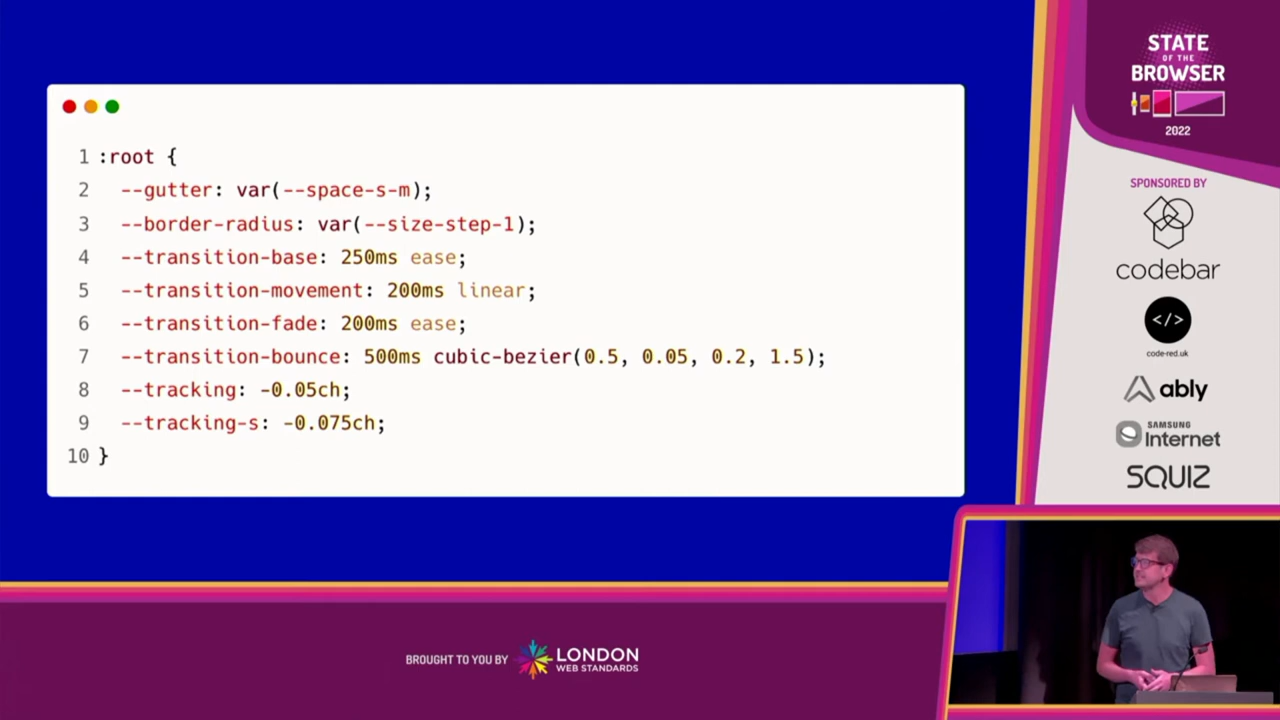 1 :root {
2 --gutter: var(--space-s-m);
3 --border-radius: var(--size-step-1);
4 --transition-base: 250ms ease;
5 --transition-movement: 200ms linear;
6 --transition-fade: 200ms ease;
7 --transition-bounce: 500ms cubic-bezier(0.5, 0.05, 0.2, 1.5);
8 --tracking: -0.05ch;
9 --tracking-s: -0.075ch;
10 }
STATE
OF THE
BROWSER
2022
SPONSORED BY
codebar
</>
code-red.uk
ably
SAMSUNG
Internet
SQUIZ
BROUGHT TO YOU BY
LONDON
WEB STANDARDS